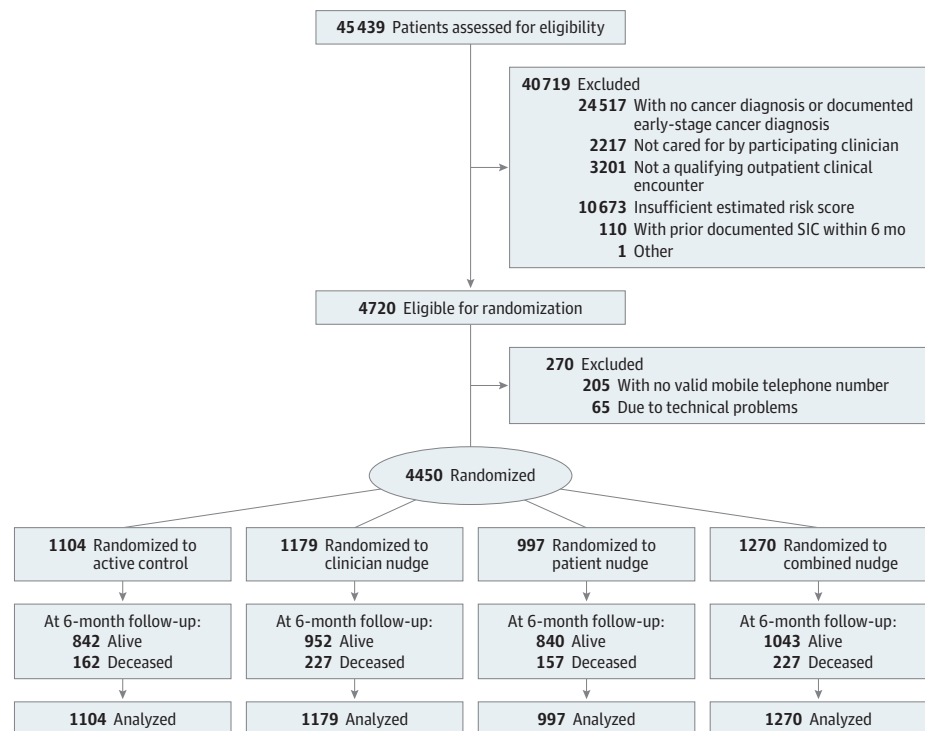 45439 Patients assessed for eligibility
40719 Excluded
24517 With no cancer diagnosis or documented
early-stage cancer diagnosis
2217 Not cared for by participating clinician
3201 Not a qualifying outpatient clinical
encounter
10673 Insufficient estimated risk score
110 With prior documented SIC within 6 mo
1 Other
4720 Eligible for randomization
270 Excluded
205 With no valid mobile telephone number
65 Due to technical problems
4450 Randomized
1104 Randomized to
active control
1179 Randomized to
clinician nudge
997 Randomized to
patient nudge
1270 Randomized to
combined nudge
At 6-month follow-up:
842 Alive
162 Deceased
At 6-month follow-up:
952 Alive
227 Deceased
At 6-month follow-up:
840 Alive
157 Deceased
At 6-month follow-up:
1043 Alive
227 Deceased
1104 Analyzed
1179 Analyzed
997 Analyzed
1270 Analyzed